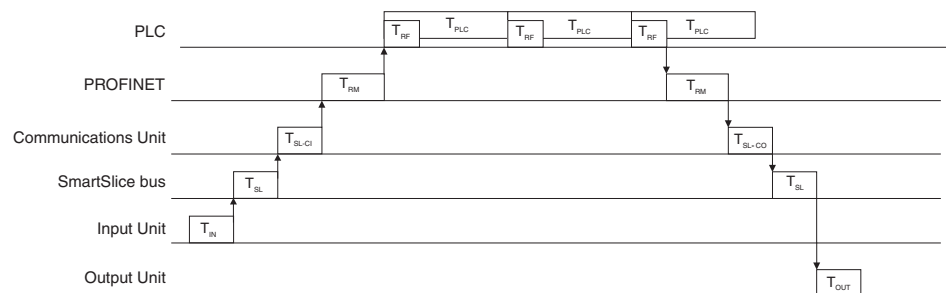 PLC
T_RF T_PLC T_RF T_PLC T_RF T_PLC
PROFINET
T_RM T_RM
Communications Unit
T_SL-CI T_SL-CO
SmartSlice bus
T_SL T_SL
Input Unit
T_IN
Output Unit
T_OUT